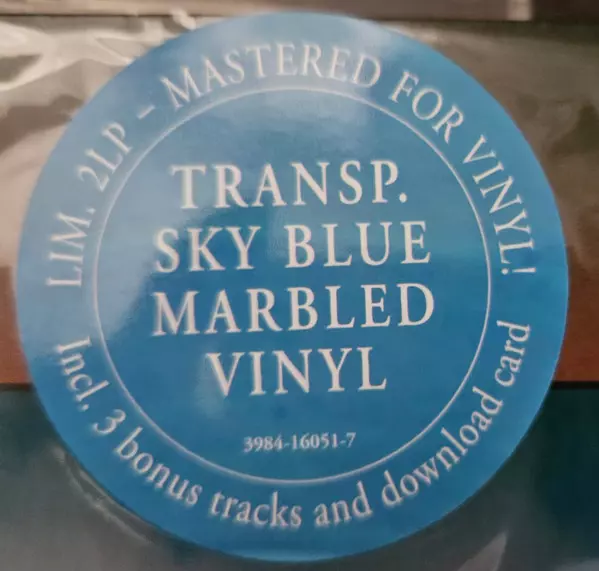 LIM. 2LP – MASTERED FOR VINYL!
TRANSP.
SKY BLUE
MARBLED
VINYL
3984-16051-7
Incl. 3 bonus tracks and download card